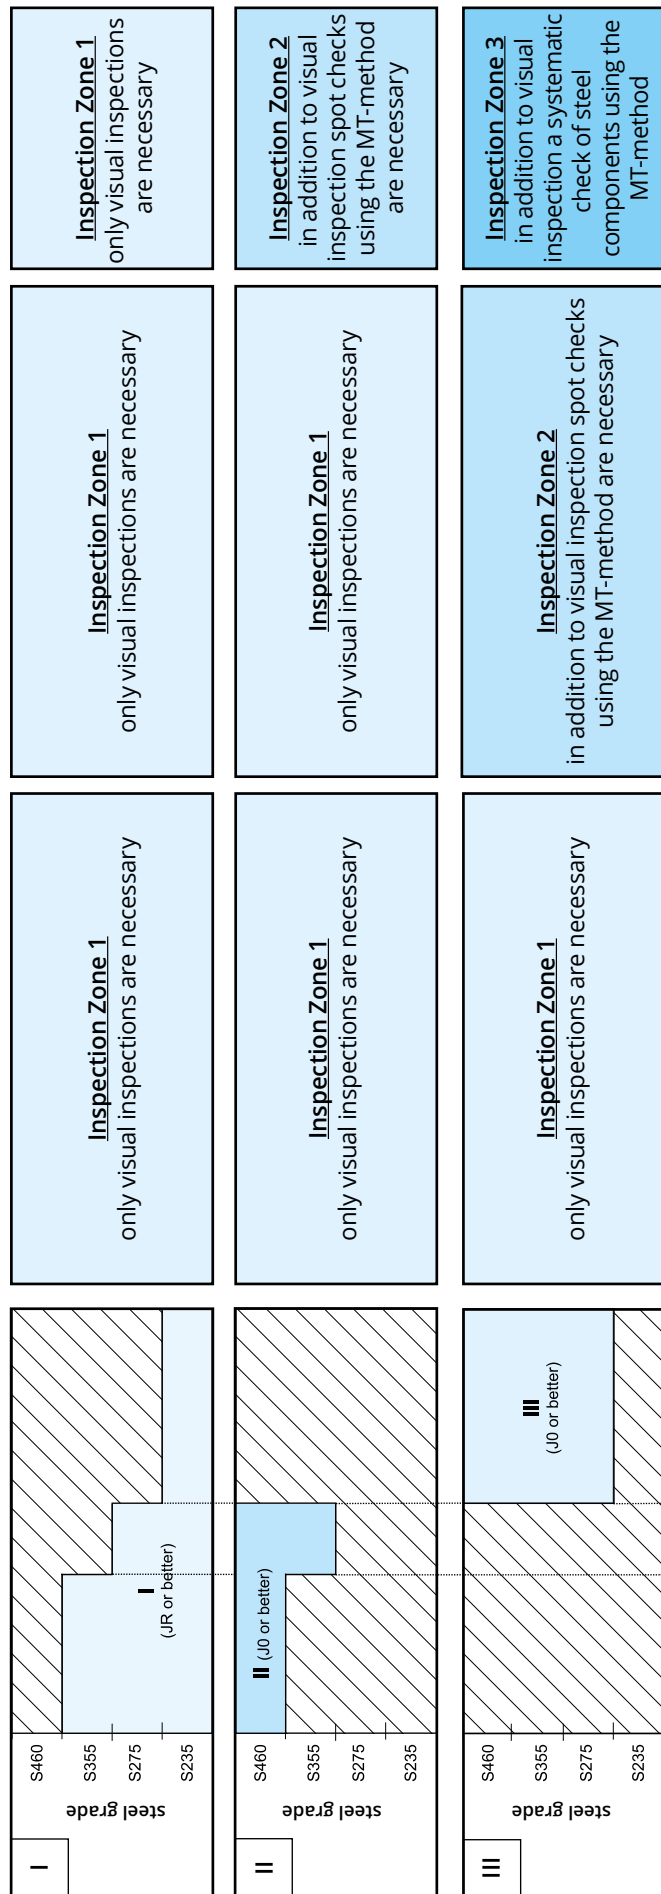 I
steel grade
S460
S355
S275
S235
I
(JR or better)
Inspection Zone 1
only visual inspections are necessary
Inspection Zone 1
only visual inspections are necessary
Inspection Zone 1
only visual inspections
are necessary
II
steel grade
S460
S355
S275
S235
II (J0 or better)
Inspection Zone 1
only visual inspections are necessary
Inspection Zone 1
only visual inspections are necessary
Inspection Zone 2
in addition to visual
inspection spot checks
using the MT-method
are necessary
III
steel grade
S460
S355
S275
S235
III
(J0 or better)
Inspection Zone 1
only visual inspections are necessary
Inspection Zone 2
in addition to visual inspection spot checks
using the MT-method are necessary
Inspection Zone 3
in addition to visual
inspection a systematic
check of steel
components using the
MT-method